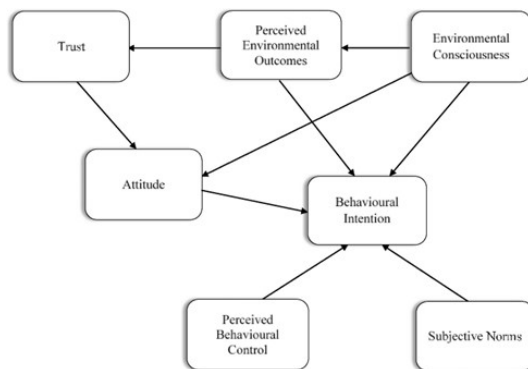 Trust
Perceived
Environmental
Outcomes
Environmental
Consciousness
Attitude
Behavioural
Intention
Perceived
Behavioural
Control
Subjective Norms